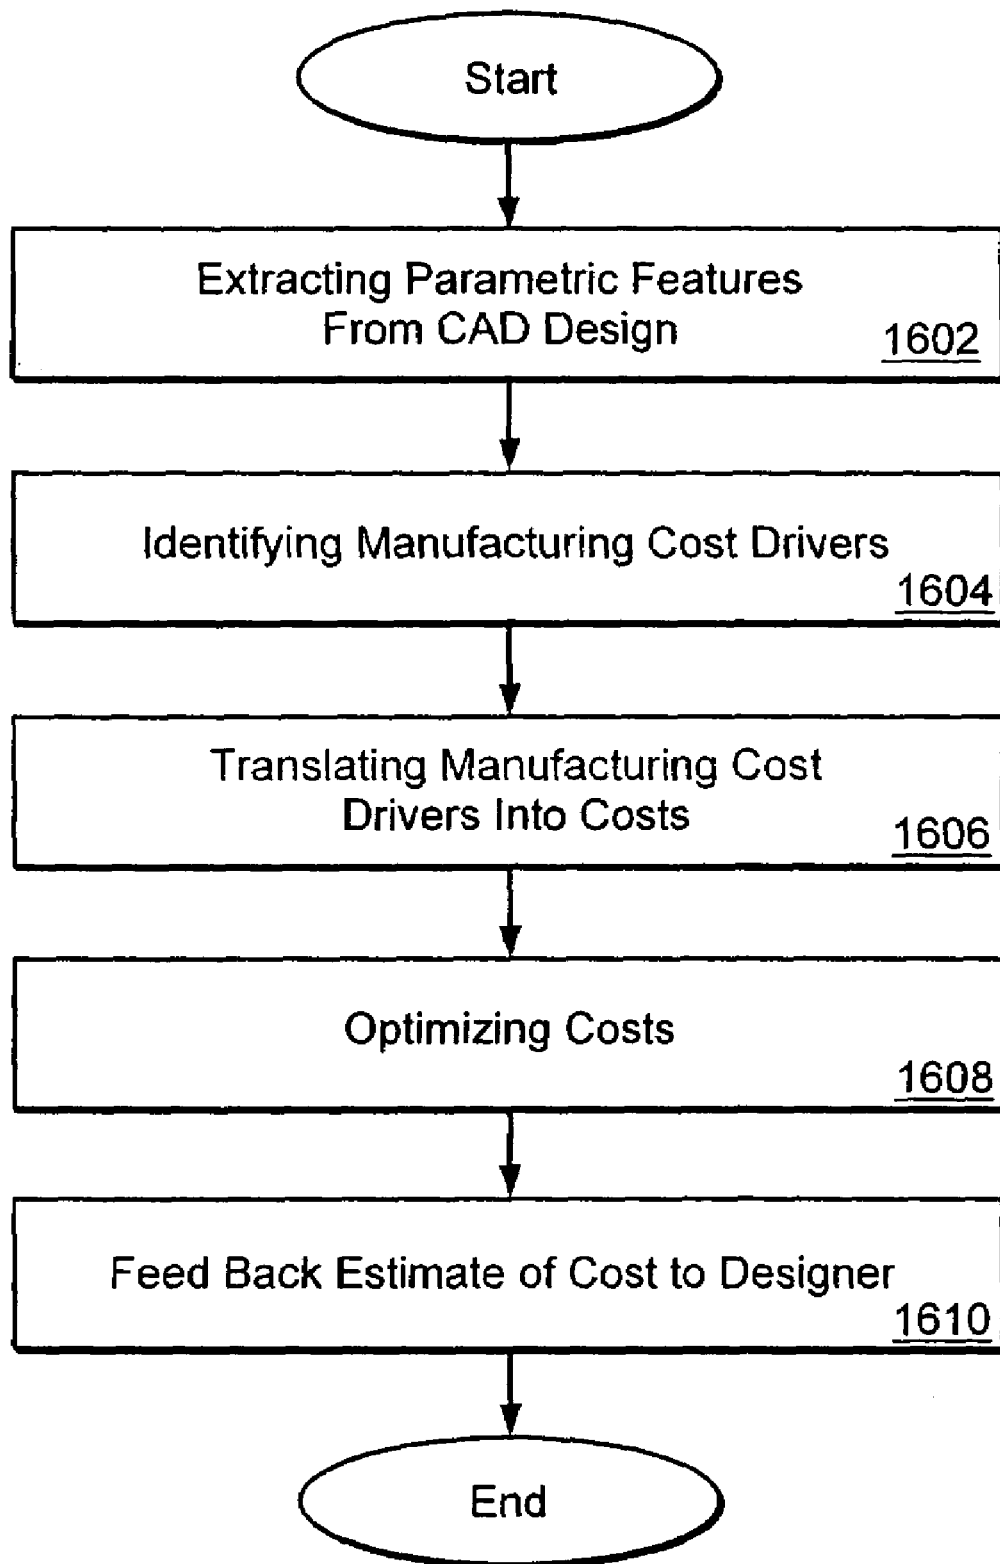 Start
Extracting Parametric Features
From CAD Design
1602
Identifying Manufacturing Cost Drivers
1604
Translating Manufacturing Cost
Drivers Into Costs
1606
Optimizing Costs
1608
Feed Back Estimate of Cost to Designer
1610
End